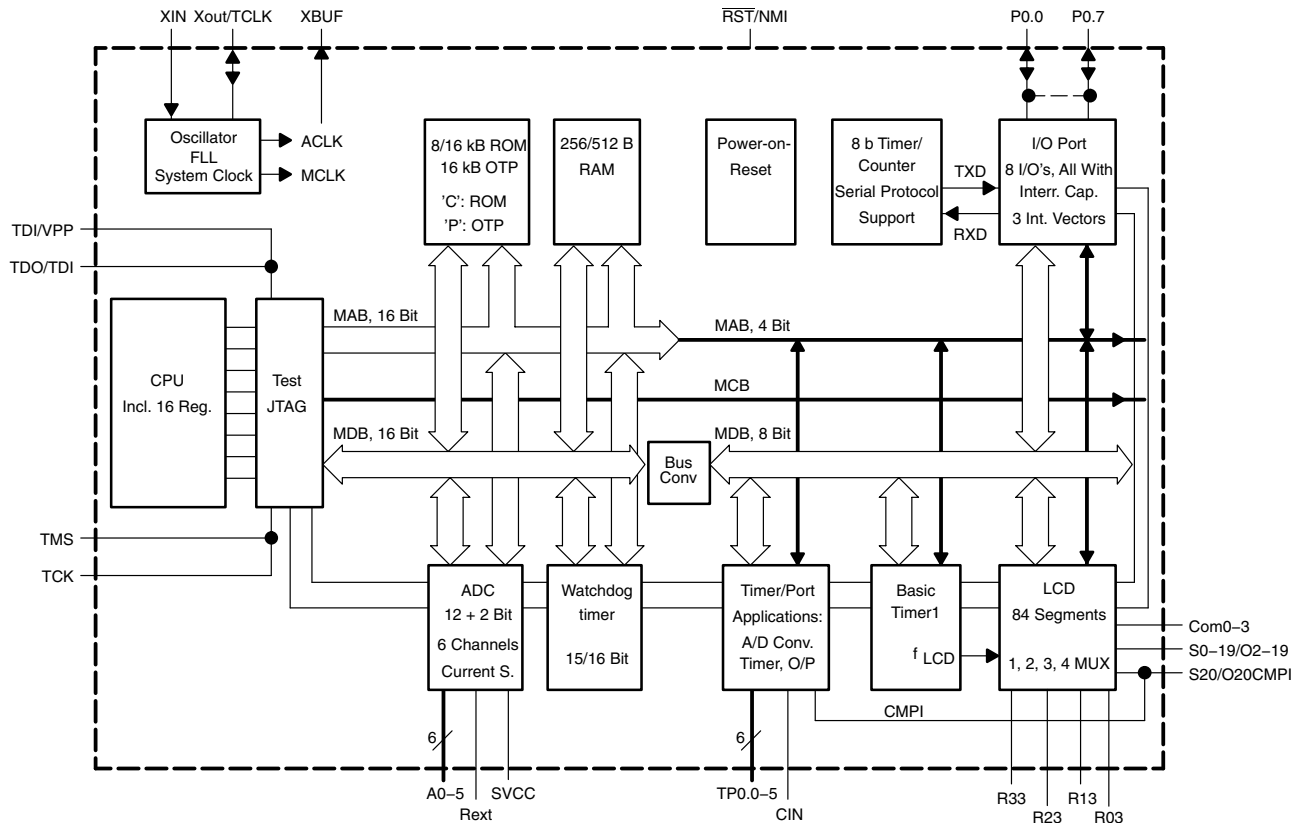 XIN Xout/TCLK XBUF RST/NMI P0.0 P0.7
Oscillator
FLL
System Clock
ACLK
MCLK
8/16 kB ROM
16 kB OTP
'C': ROM
'P': OTP
256/512 B
RAM
Power-on-
Reset
8 b Timer/
Counter
Serial Protocol
Support
TXD
RXD
I/O Port
8 I/O's, All With
Interr. Cap.
3 Int. Vectors
TDI/VPP
TDO/TDI
CPU
Incl. 16 Reg.
Test
JTAG
MAB, 16 Bit
MAB, 4 Bit
MCB
MDB, 16 Bit
MDB, 8 Bit
Bus
Conv
TMS
TCK
ADC
12 + 2 Bit
6 Channels
Current S.
Watchdog
timer
15/16 Bit
Timer/Port
Applications:
A/D Conv.
Timer, O/P
Basic
Timer1
f LCD
LCD
84 Segments
1, 2, 3, 4 MUX
Com0−3
S0−19/O2−19
S20/O20CMPI
CMPI
6
6
A0−5
Rext
SVCC
TP0.0−5
CIN
R33
R23
R13
R03